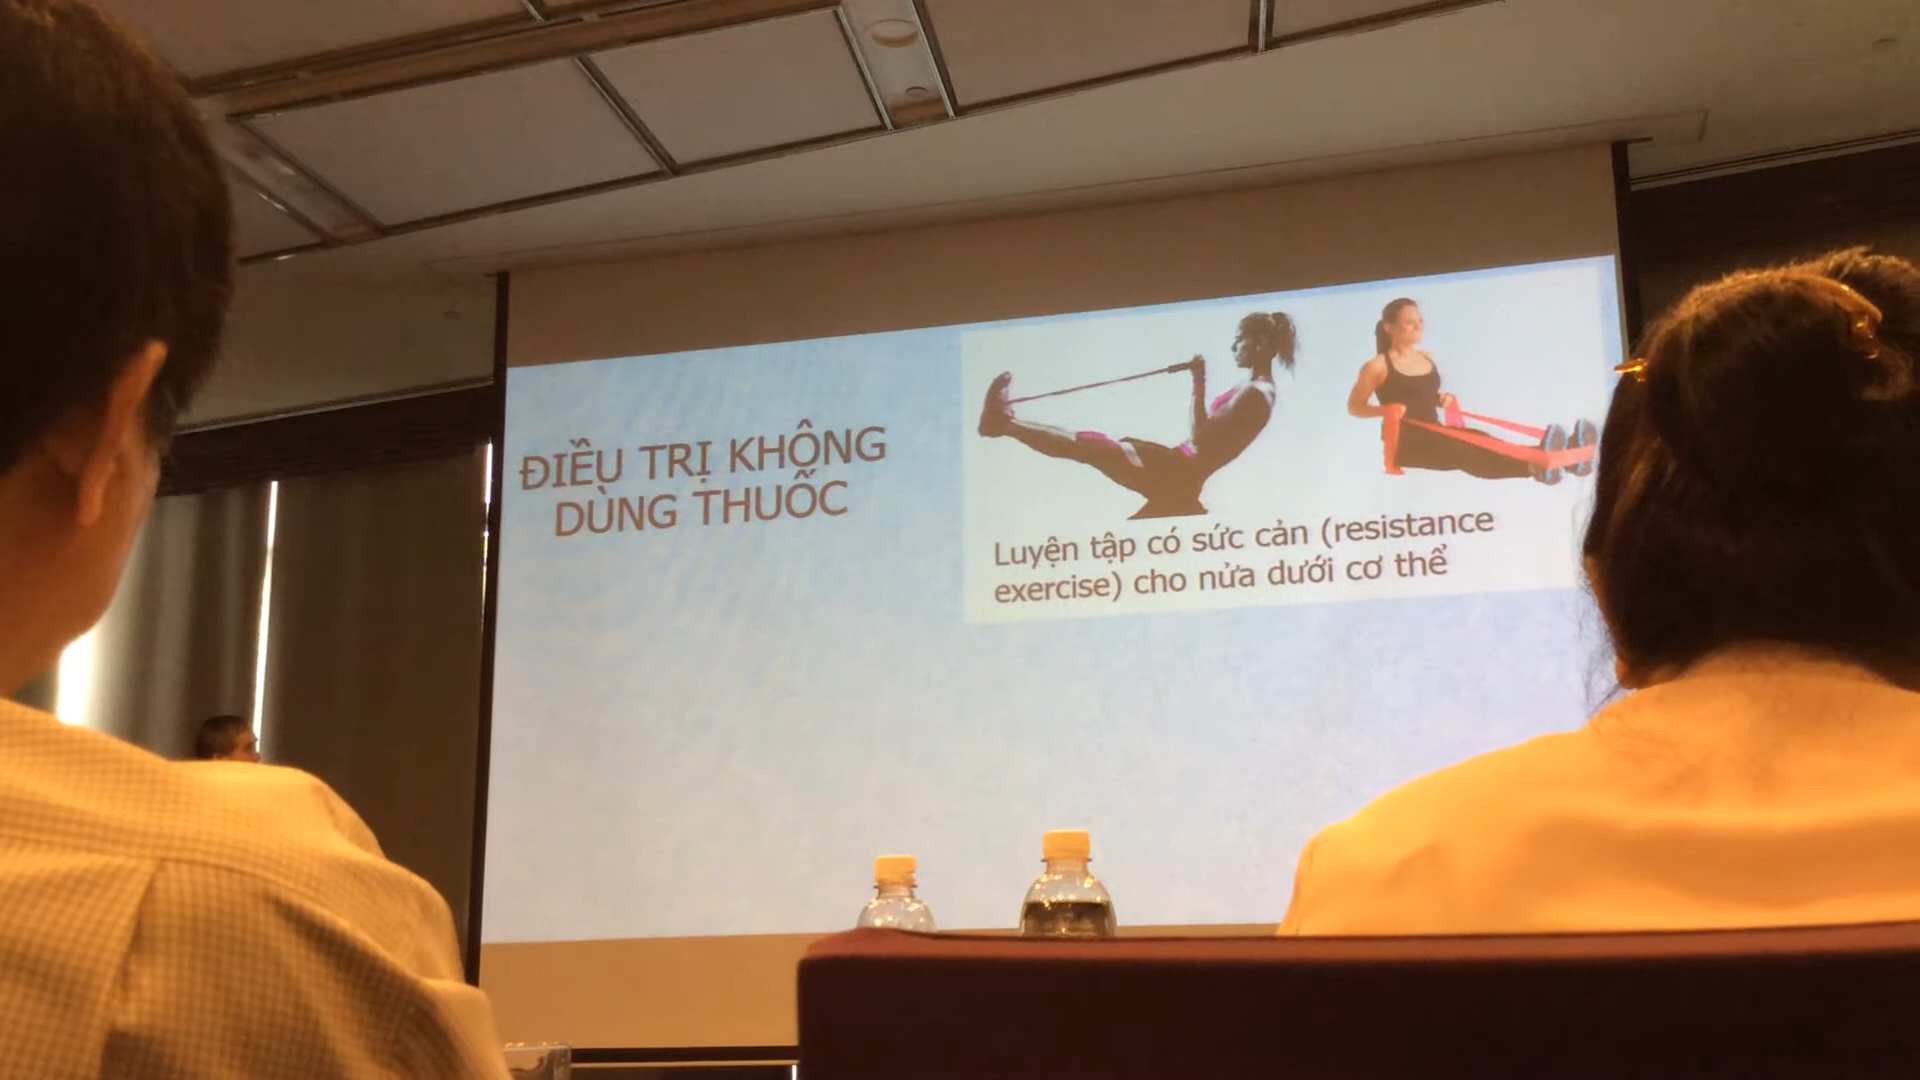 ĐIỀU TRỊ KHÔNG
DÙNG THUỐC
Luyện tập có sức cản (resistance
exercise) cho nửa dưới cơ thể